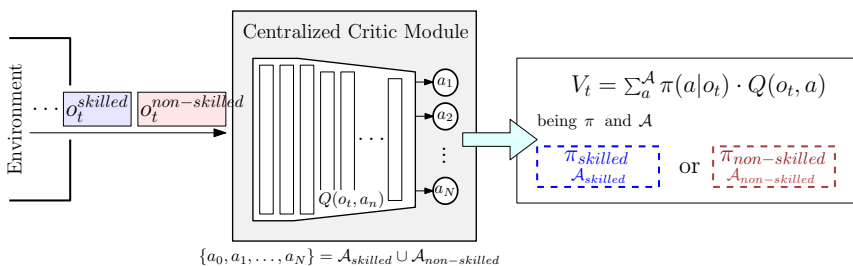 Environment
··· o_t^{skilled} o_t^{non-skilled}
Centralized Critic Module
···
Q(o_t, a_n)
a_1
a_2
⋮
a_N
{a_0, a_1, ..., a_N} = 𝒜_{skilled} ∪ 𝒜_{non-skilled}
V_t = ∑_a^𝒜 π(a|o_t) · Q(o_t, a)
being π and 𝒜
π_{skilled}
𝒜_{skilled}
or
π_{non-skilled}
𝒜_{non-skilled}